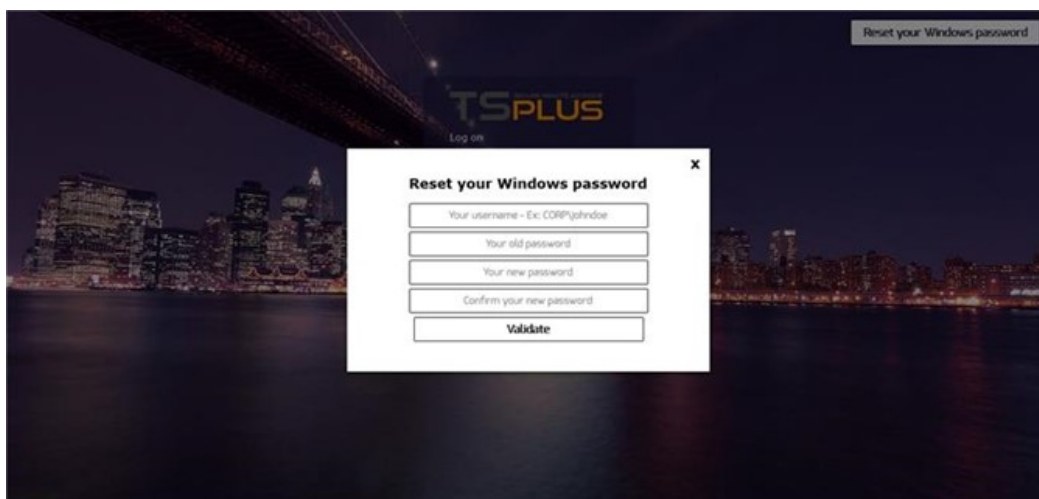 Reset your Windows password
TSPLUS
Log on
x
Reset your Windows password
Your username - Ex: CORP\johndoe
Your old password
Your new password
Confirm your new password
Validate